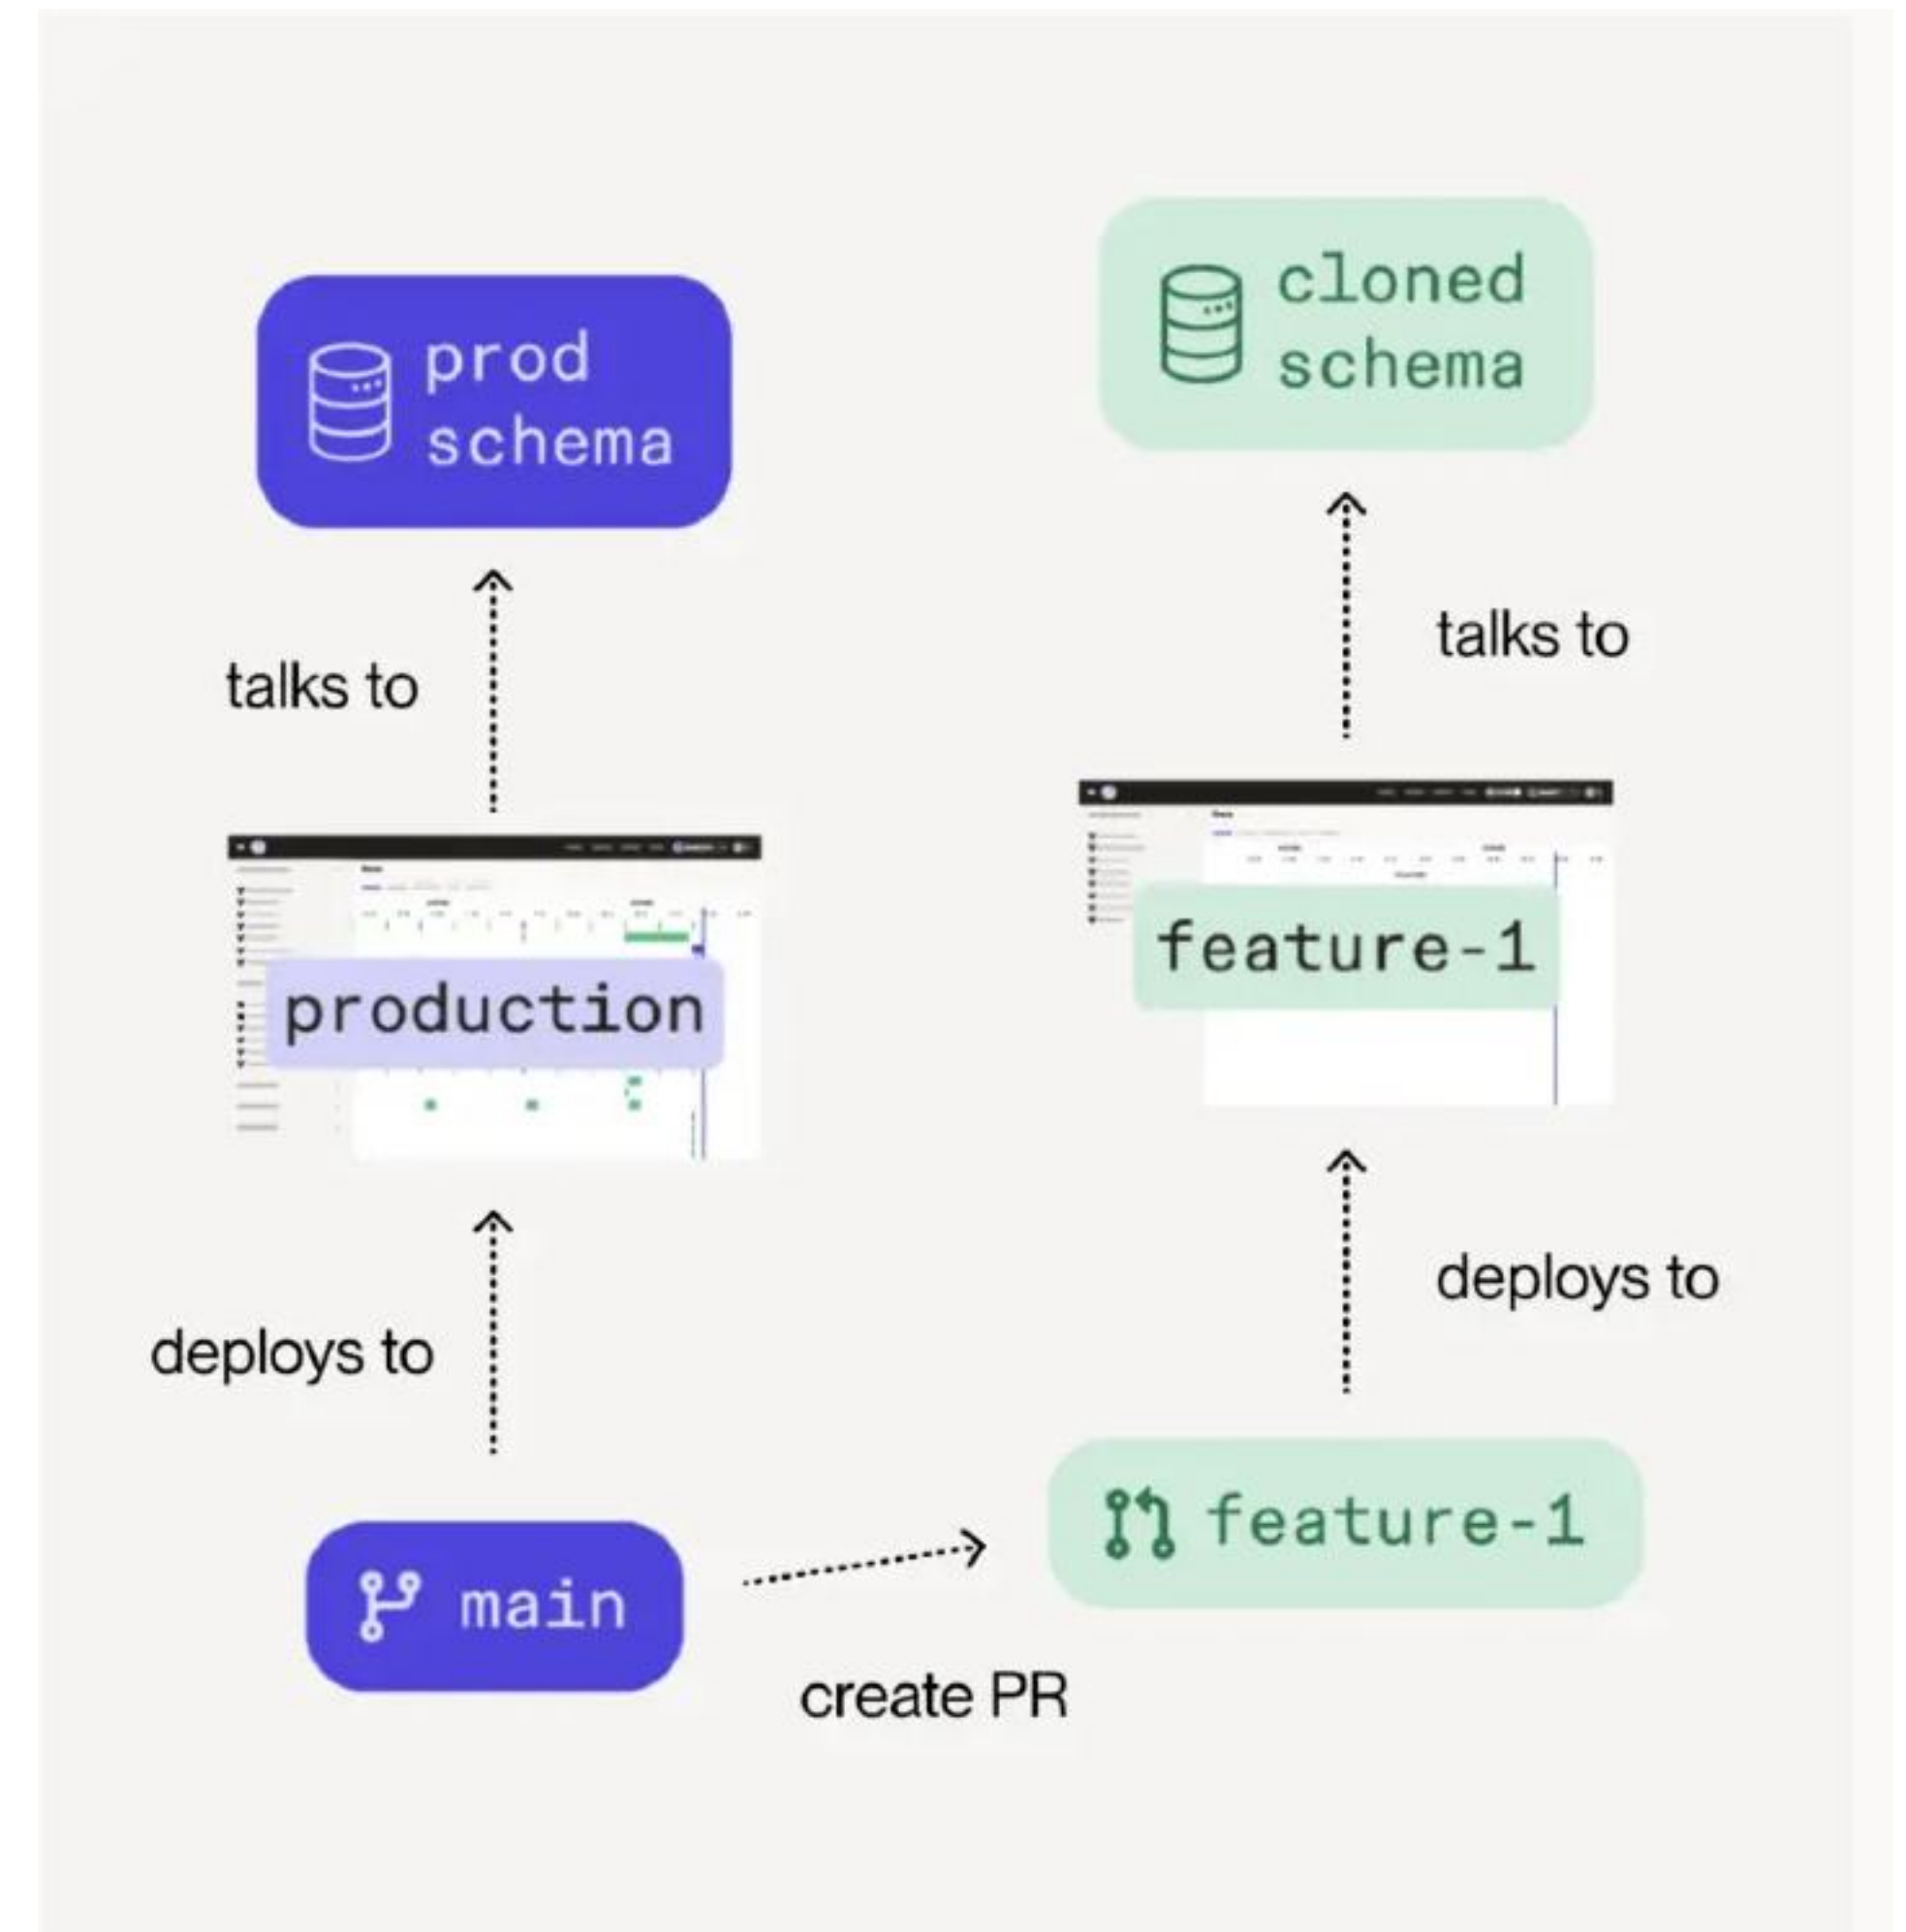 prod
schema
talks to
production
deploys to
main
create PR
cloned
schema
talks to
feature-1
deploys to
feature-1